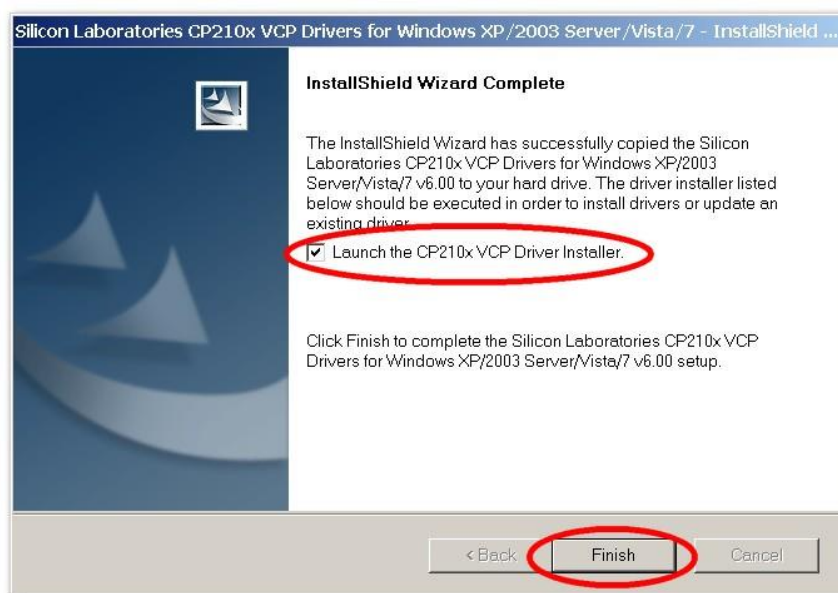 Silicon Laboratories CP210x VCP Drivers for Windows XP/2003 Server/Vista/7 - InstallShield ...
InstallShield Wizard Complete
The InstallShield Wizard has successfully copied the Silicon
Laboratories CP210x VCP Drivers for Windows XP/2003
Server/Vista/7 v6.00 to your hard drive. The driver installer listed
below should be executed in order to install drivers or update an
existing driver.
Launch the CP210x VCP Driver Installer.
Click Finish to complete the Silicon Laboratories CP210x VCP
Drivers for Windows XP/2003 Server/Vista/7 v6.00 setup.
< Back
Finish
Cancel